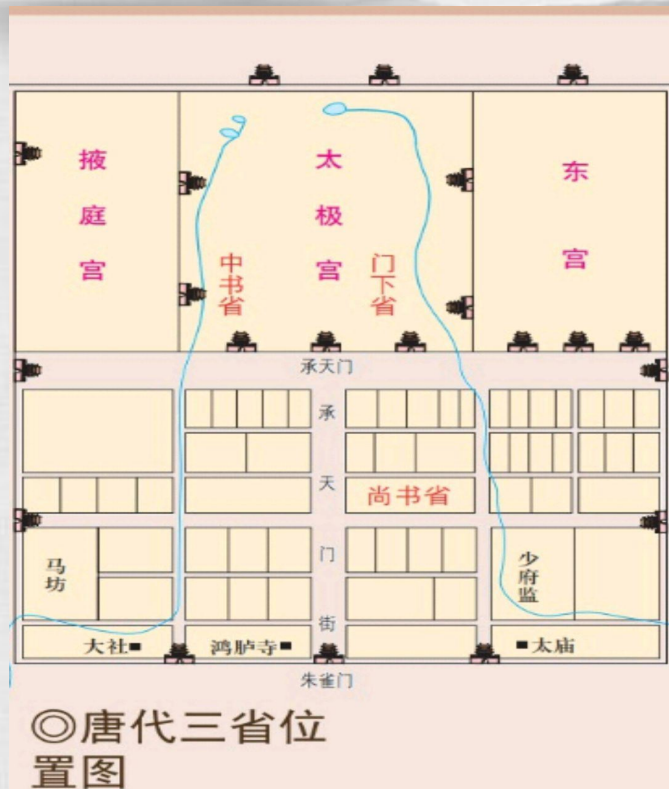 掖庭宫
太极宫
东宫
中书省
门下省
承天门
承天门街
尚书省
马坊
少府监
大社
鸿胪寺
太庙
朱雀门
◎唐代三省位
置图